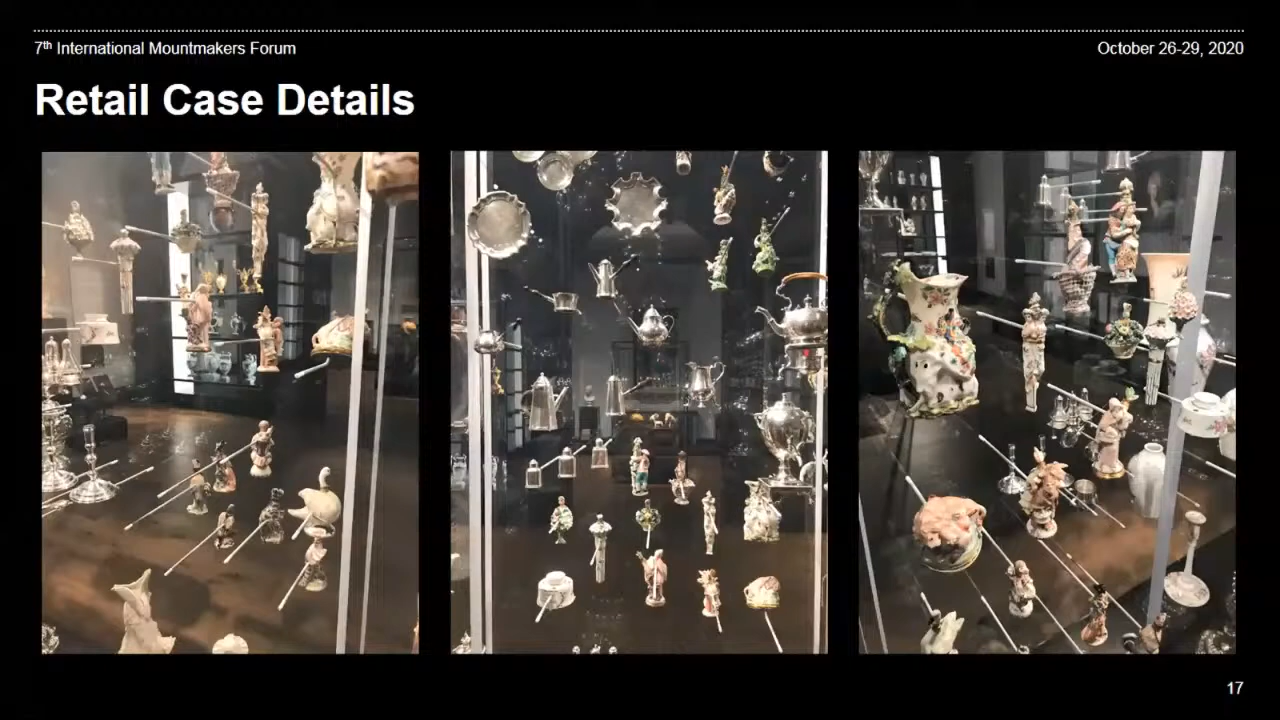 7th International Mountmakers Forum
October 26-29, 2020
Retail Case Details
17